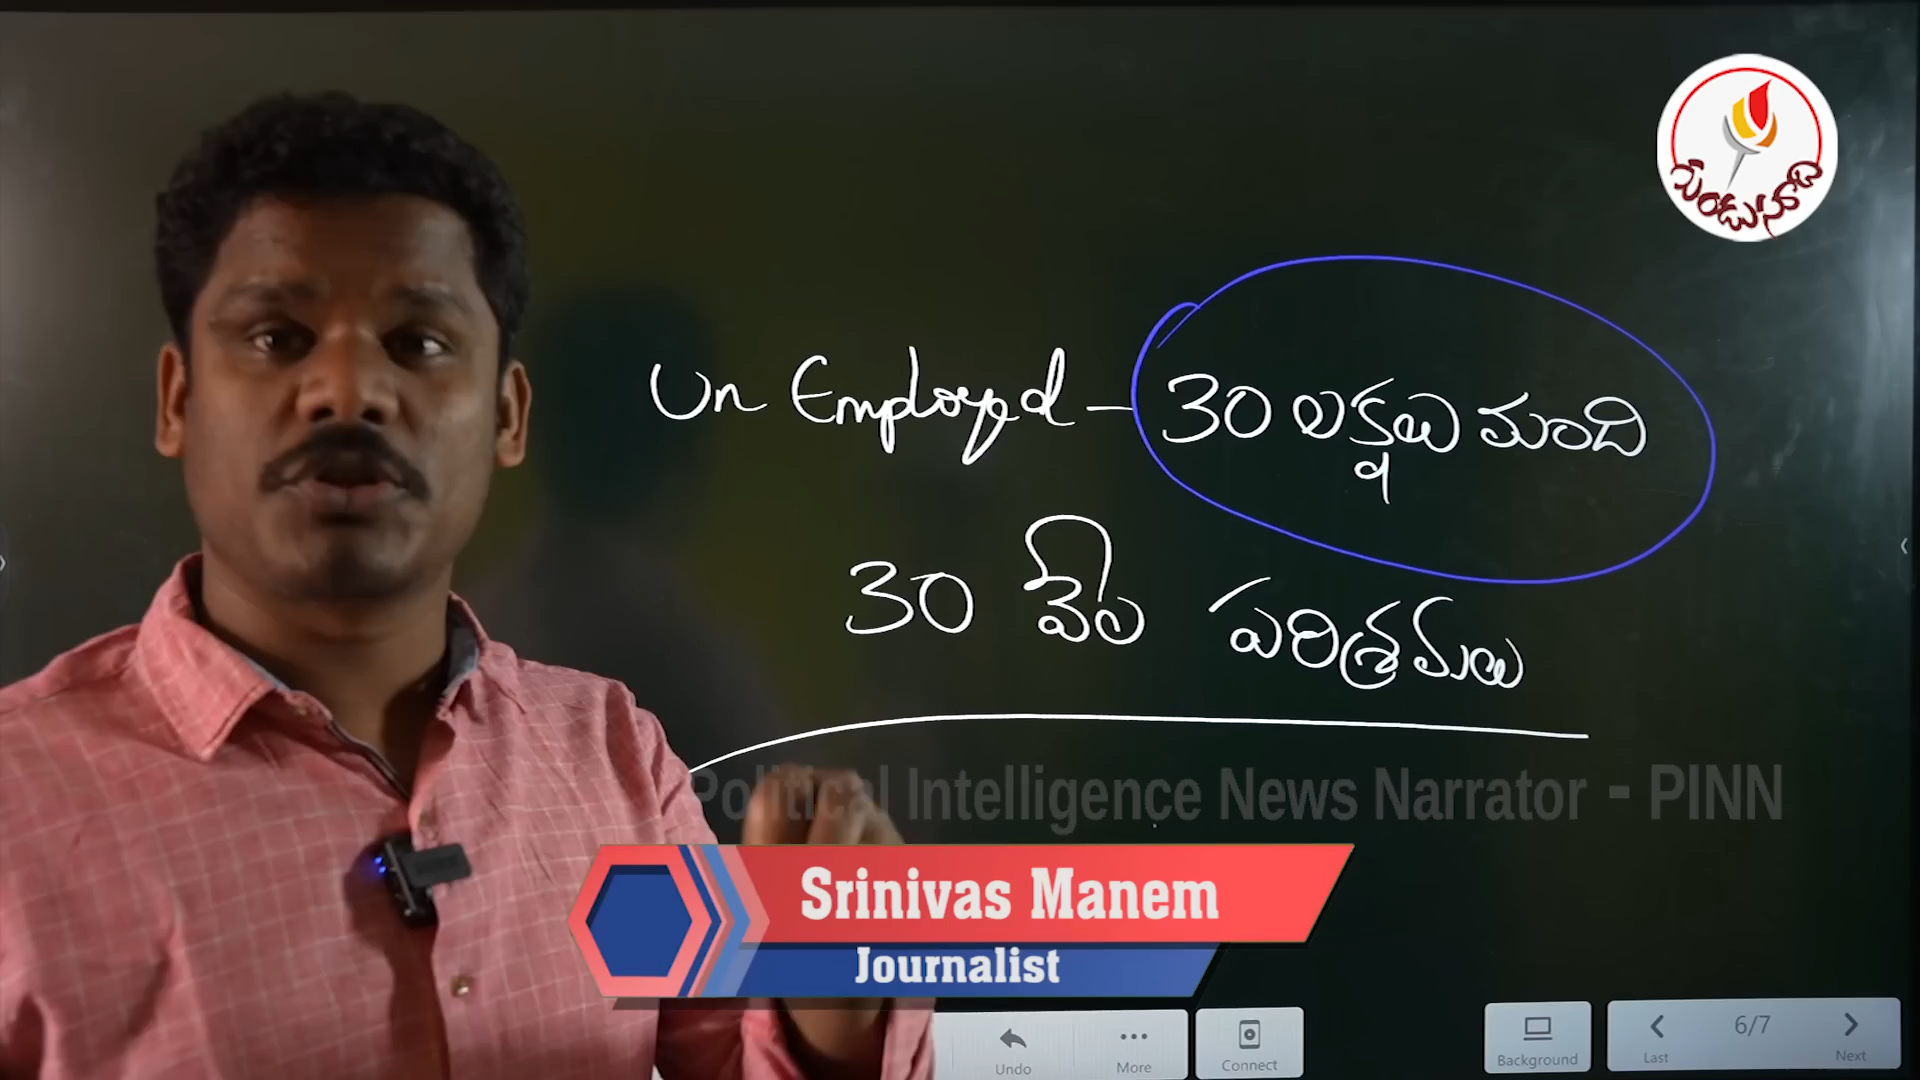 పెండుసూది
Un Employed - 30 లక్షలు మంది
30 వేల పరిశ్రమలు
Political Intelligence News Narrator - PINN
Srinivas Manem
Journalist
Undo
More
Connect
Background
Last
6/7
Next